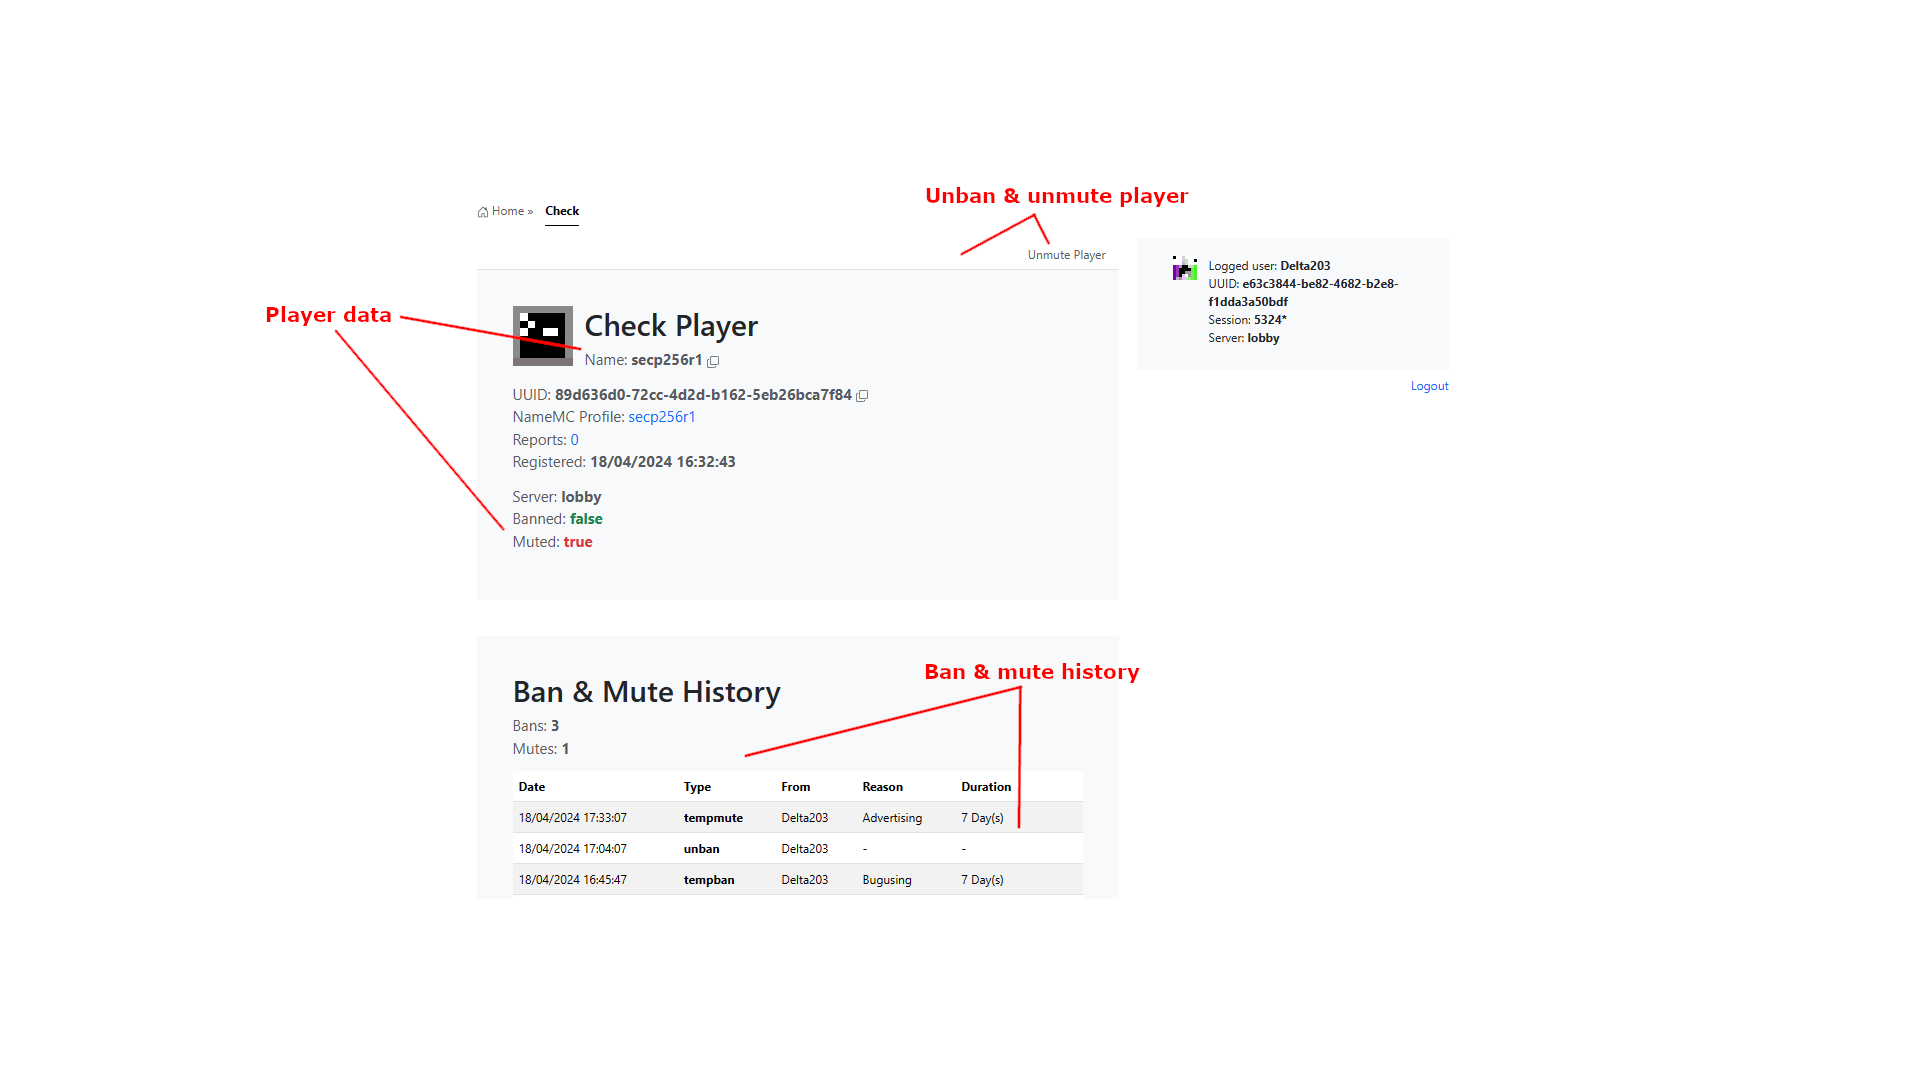 Unban & unmute player
Home » Check
Unmute Player
Player data
Check Player
Name: secp256r1
UUID: 89d636d0-72cc-4d2d-b162-5eb26bca7f84
NameMC Profile: secp256r1
Reports: 0
Registered: 18/04/2024 16:32:43
Server: lobby
Banned: false
Muted: true
Logged user: Delta203
UUID: e63c3844-be82-4682-b2e8-
f1dda3a50bdf
Session: 5324*
Server: lobby
Logout
Ban & mute history
Ban & Mute History
Bans: 3
Mutes: 1
Date Type From Reason Duration
18/04/2024 17:33:07 tempmute Delta203 Advertising 7 Day(s)
18/04/2024 17:04:07 unban Delta203 - -
18/04/2024 16:45:47 tempban Delta203 Bugusing 7 Day(s)